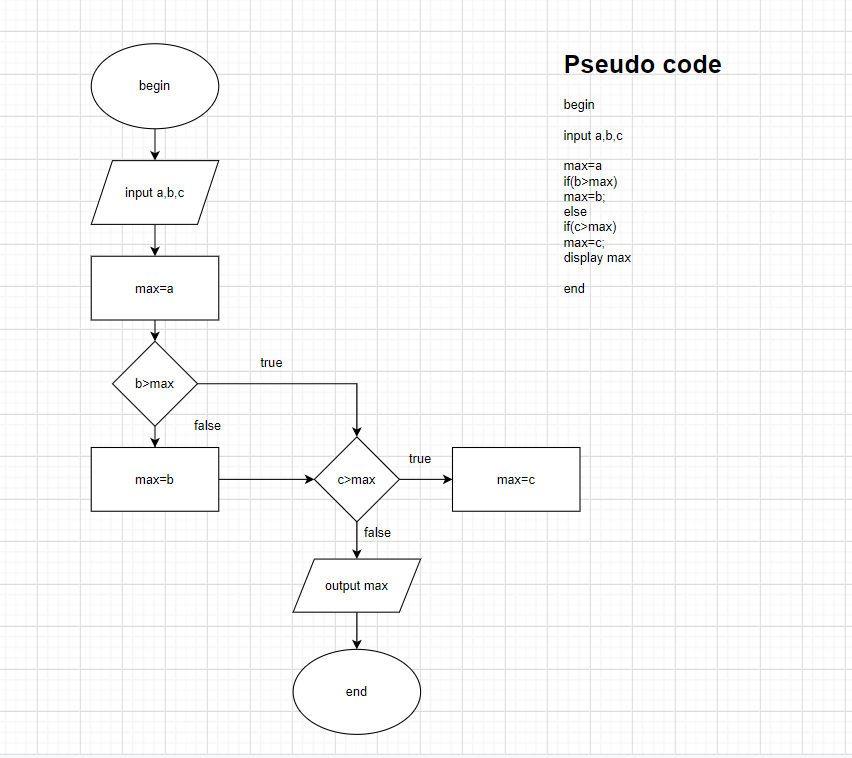 begin
input a,b,c
max=a
b>max
true
false
max=b
c>max
true
max=c
false
output max
end
Pseudo code
begin
input a,b,c
max=a
if(b>max)
max=b;
else
if(c>max)
max=c;
display max
end